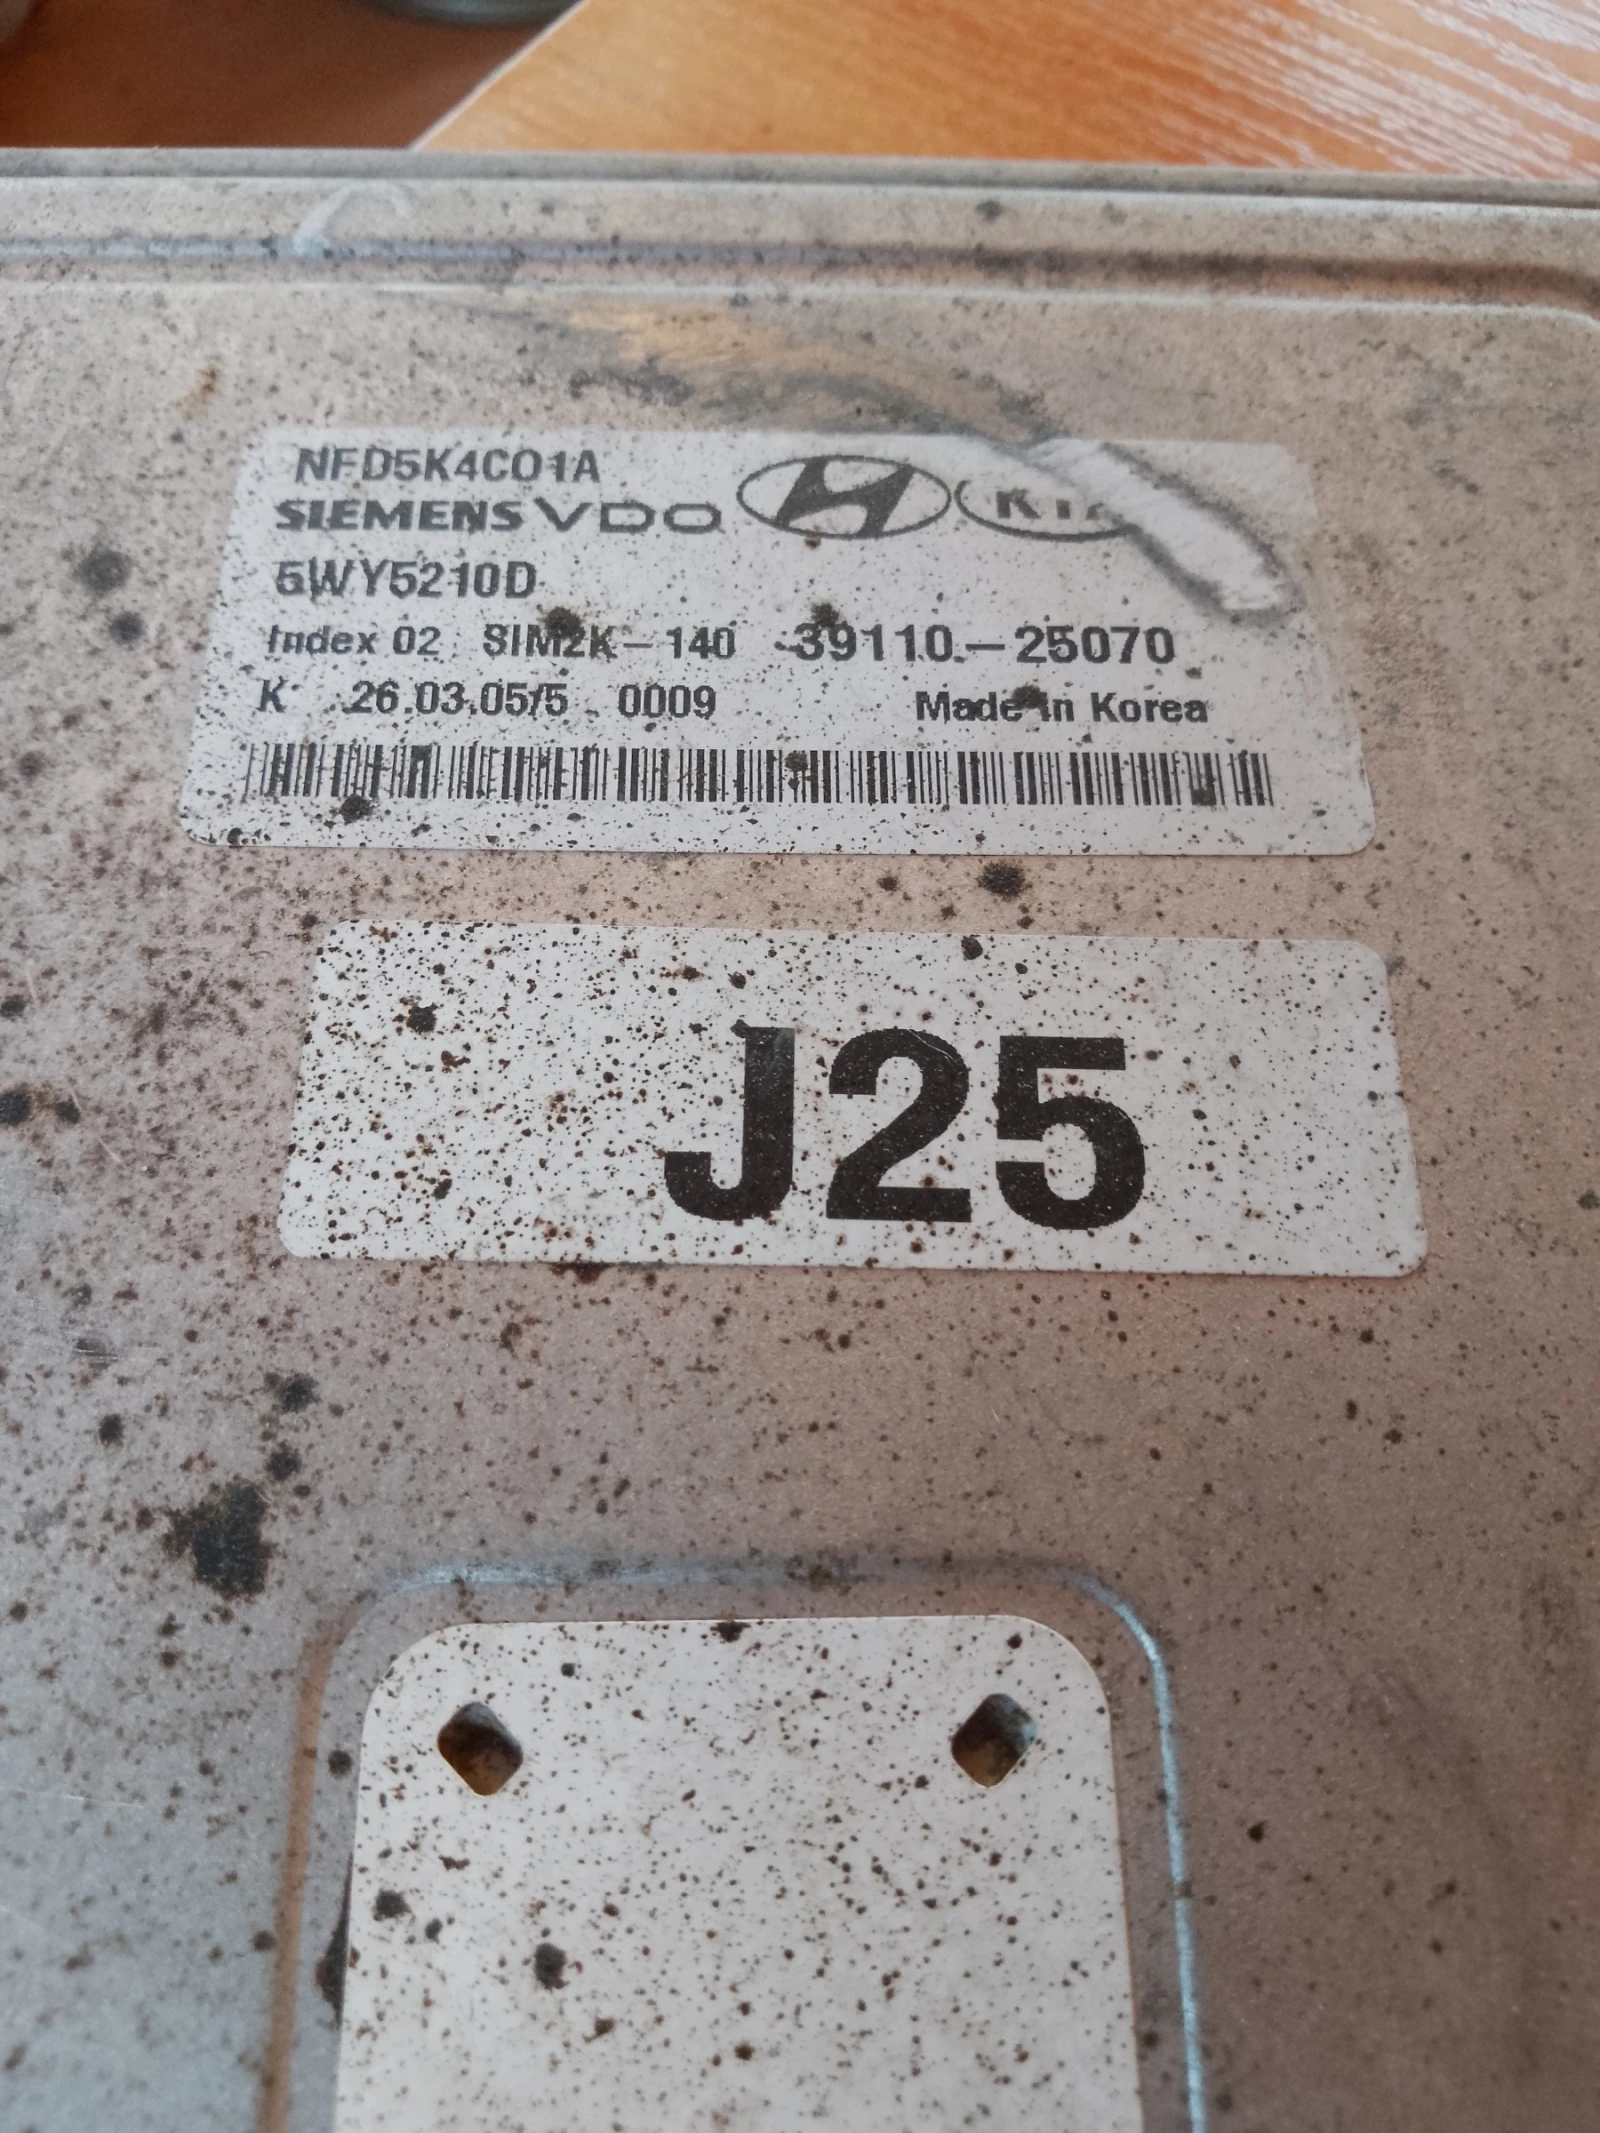 NFD5K4C01A
SIEMENS VDO
5WY5210D
Index 02 SIM2K-140 39110-25070
K 26.03.05/5 0009 Made in Korea
J25